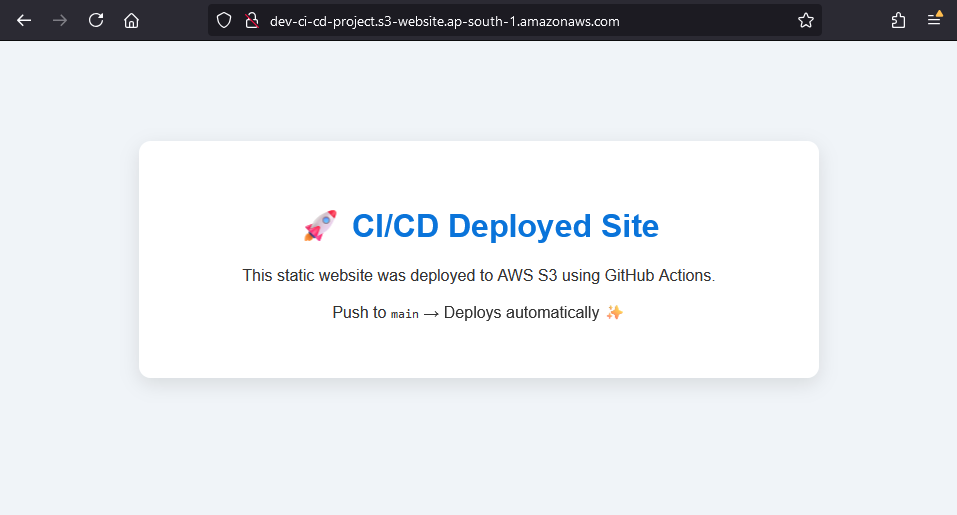 dev-ci-cd-project.s3-website.ap-south-1.amazonaws.com
🚀 CI/CD Deployed Site
This static website was deployed to AWS S3 using GitHub Actions.
Push to main → Deploys automatically ✨